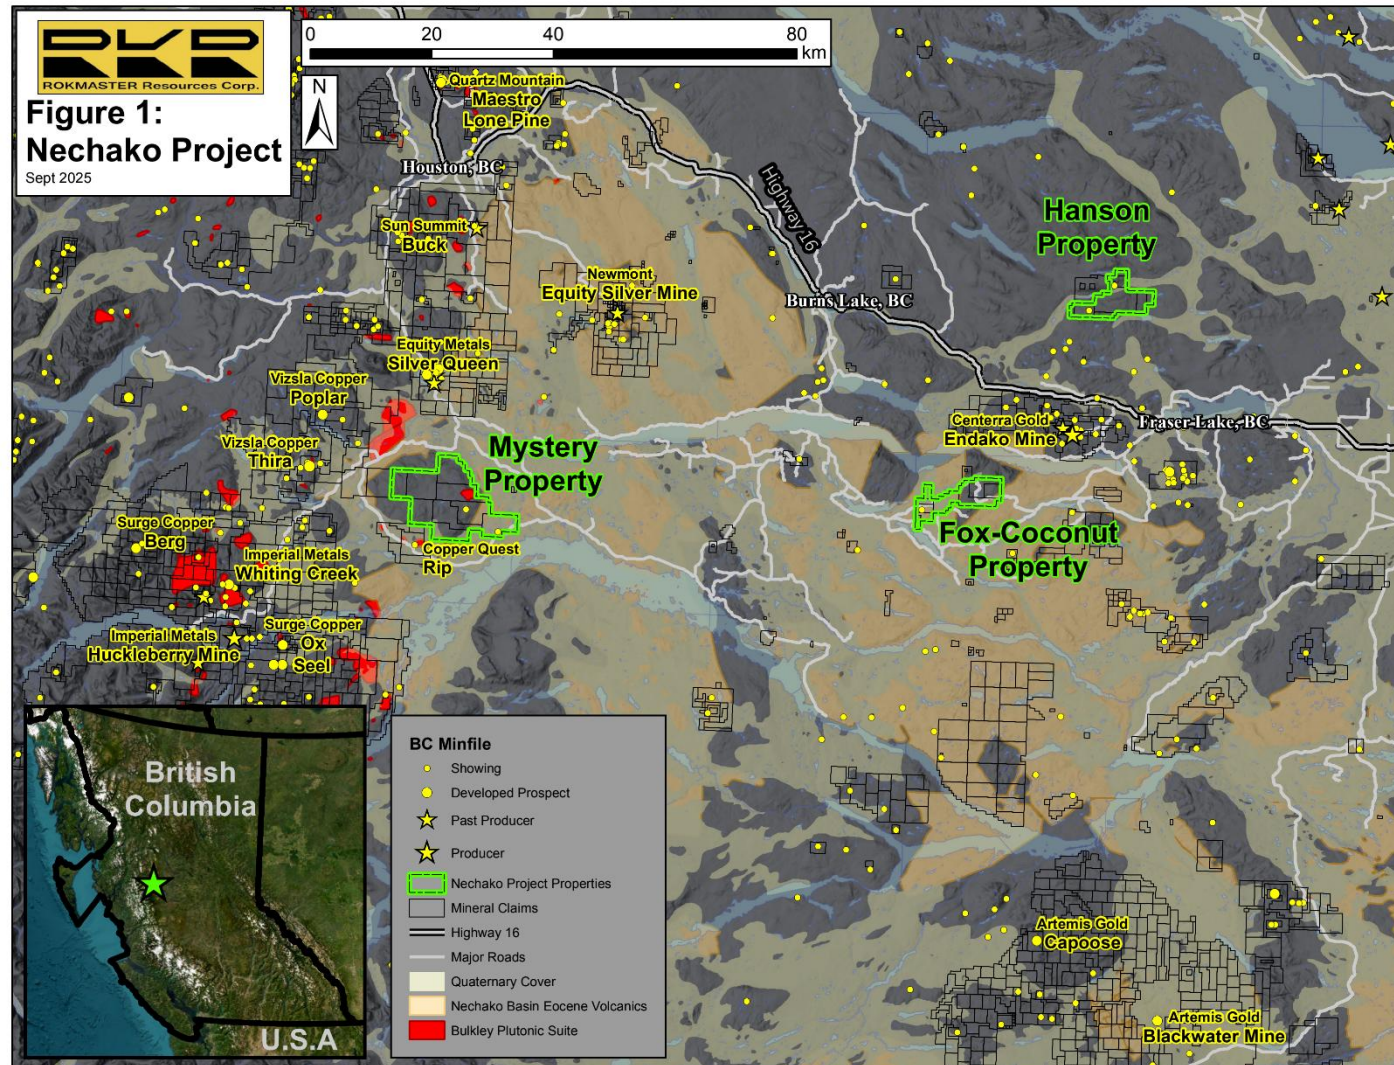 RKR
ROKMASTER Resources Corp.
Figure 1:
Nechako Project
Sept 2025
0
20
40
80
km
N
Quartz Mountain
Maestro
Lone Pine
Houston, BC
Highway 16
Hanson
Property
Sun Summit
Buck
Newmont
Equity Silver Mine
Burns Lake, BC
Equity Metals
Silver Queen
Vizsla Copper
Poplar
Vizsla Copper
Thira
Mystery
Property
Centerra Gold
Endako Mine
Fraser Lake, BC
Surge Copper
Berg
Imperial Metals
Whiting Creek
Copper Quest
Rip
Fox-Coconut
Property
Imperial Metals
Huckleberry Mine
Surge Copper
Ox
Seel
British
Columbia
U.S.A
BC Minfile
Showing
Developed Prospect
Past Producer
Producer
Nechako Project Properties
Mineral Claims
Highway 16
Major Roads
Quaternary Cover
Nechako Basin Eocene Volcanics
Bulkley Plutonic Suite
Artemis Gold
Capoose
Artemis Gold
Blackwater Mine